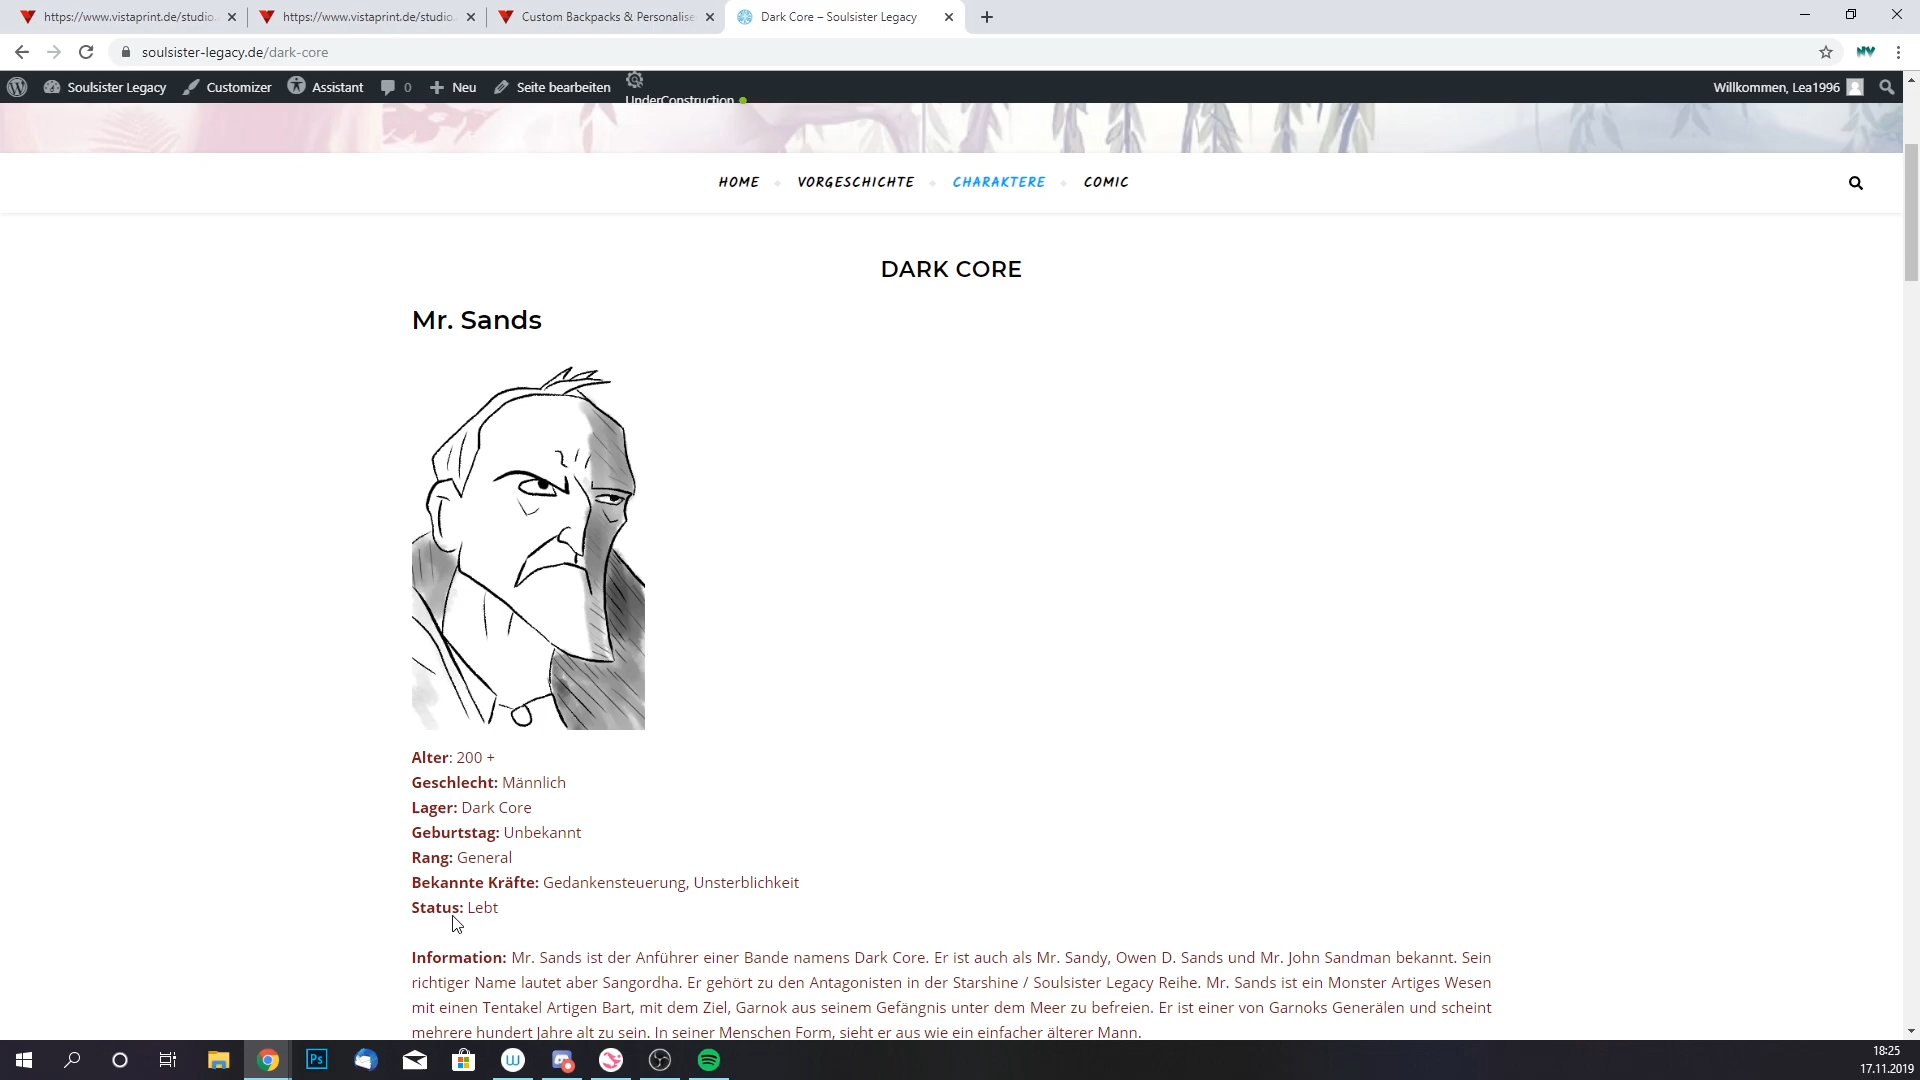 https://www.vistaprint.de/studio.
https://www.vistaprint.de/studio.
Custom Backpacks & Personalise
Dark Core – Soulsister Legacy
soulsister-legacy.de/dark-core
Soulsister Legacy
Customizer
Assistant
0
Neu
Seite bearbeiten
UnderConstruction
Willkommen, Lea1996
HOME
VORGESCHICHTE
CHARAKTERE
COMIC
DARK CORE
Mr. Sands
Alter: 200 +
Geschlecht: Männlich
Lager: Dark Core
Geburtstag: Unbekannt
Rang: General
Bekannte Kräfte: Gedankensteuerung, Unsterblichkeit
Status: Lebt
Information: Mr. Sands ist der Anführer einer Bande namens Dark Core. Er ist auch als Mr. Sandy, Owen D. Sands und Mr. John Sandman bekannt. Sein
richtiger Name lautet aber Sangordha. Er gehört zu den Antagonisten in der Starshine / Soulsister Legacy Reihe. Mr. Sands ist ein Monster Artiges Wesen
mit einen Tentakel Artigen Bart, mit dem Ziel, Garnok aus seinem Gefängnis unter dem Meer zu befreien. Er ist einer von Garnoks Generälen und scheint
mehrere hundert Jahre alt zu sein. In seiner Menschen Form, sieht er aus wie ein einfacher älterer Mann.
Ps
18:25
17.11.2019